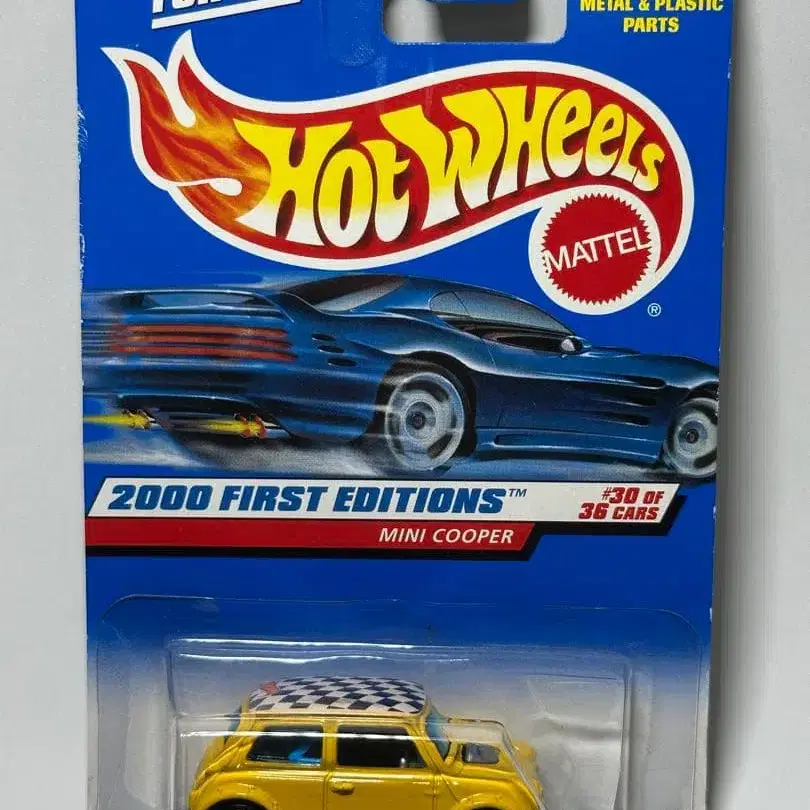 METAL & PLASTIC
PARTS
HOT WHEELS
MATTEL
®
2000 FIRST EDITIONS™
#30 OF
36 CARS
MINI COOPER